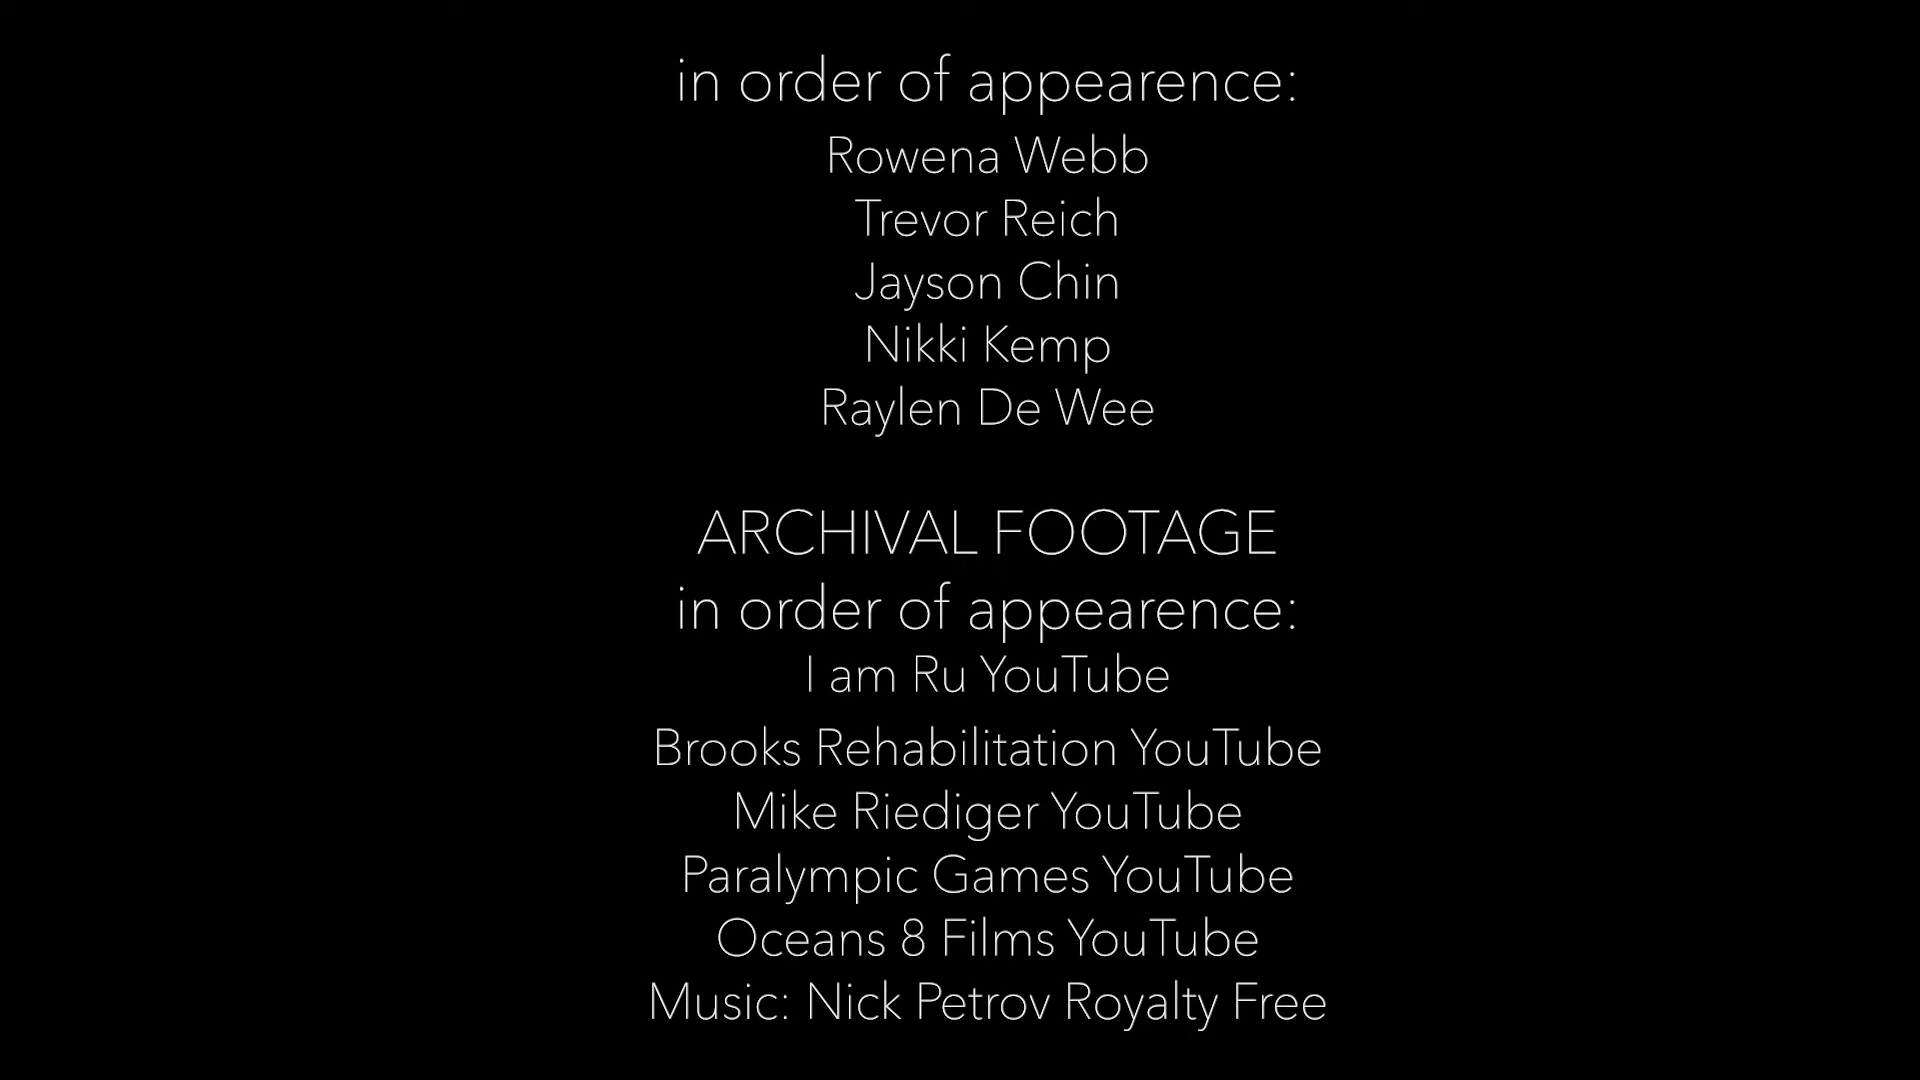 in order of appearence:
Rowena Webb
Trevor Reich
Jayson Chin
Nikki Kemp
Raylen De Wee
ARCHIVAL FOOTAGE
in order of appearence:
I am Ru YouTube
Brooks Rehabilitation YouTube
Mike Riediger YouTube
Paralympic Games YouTube
Oceans 8 Films YouTube
Music: Nick Petrov Royalty Free